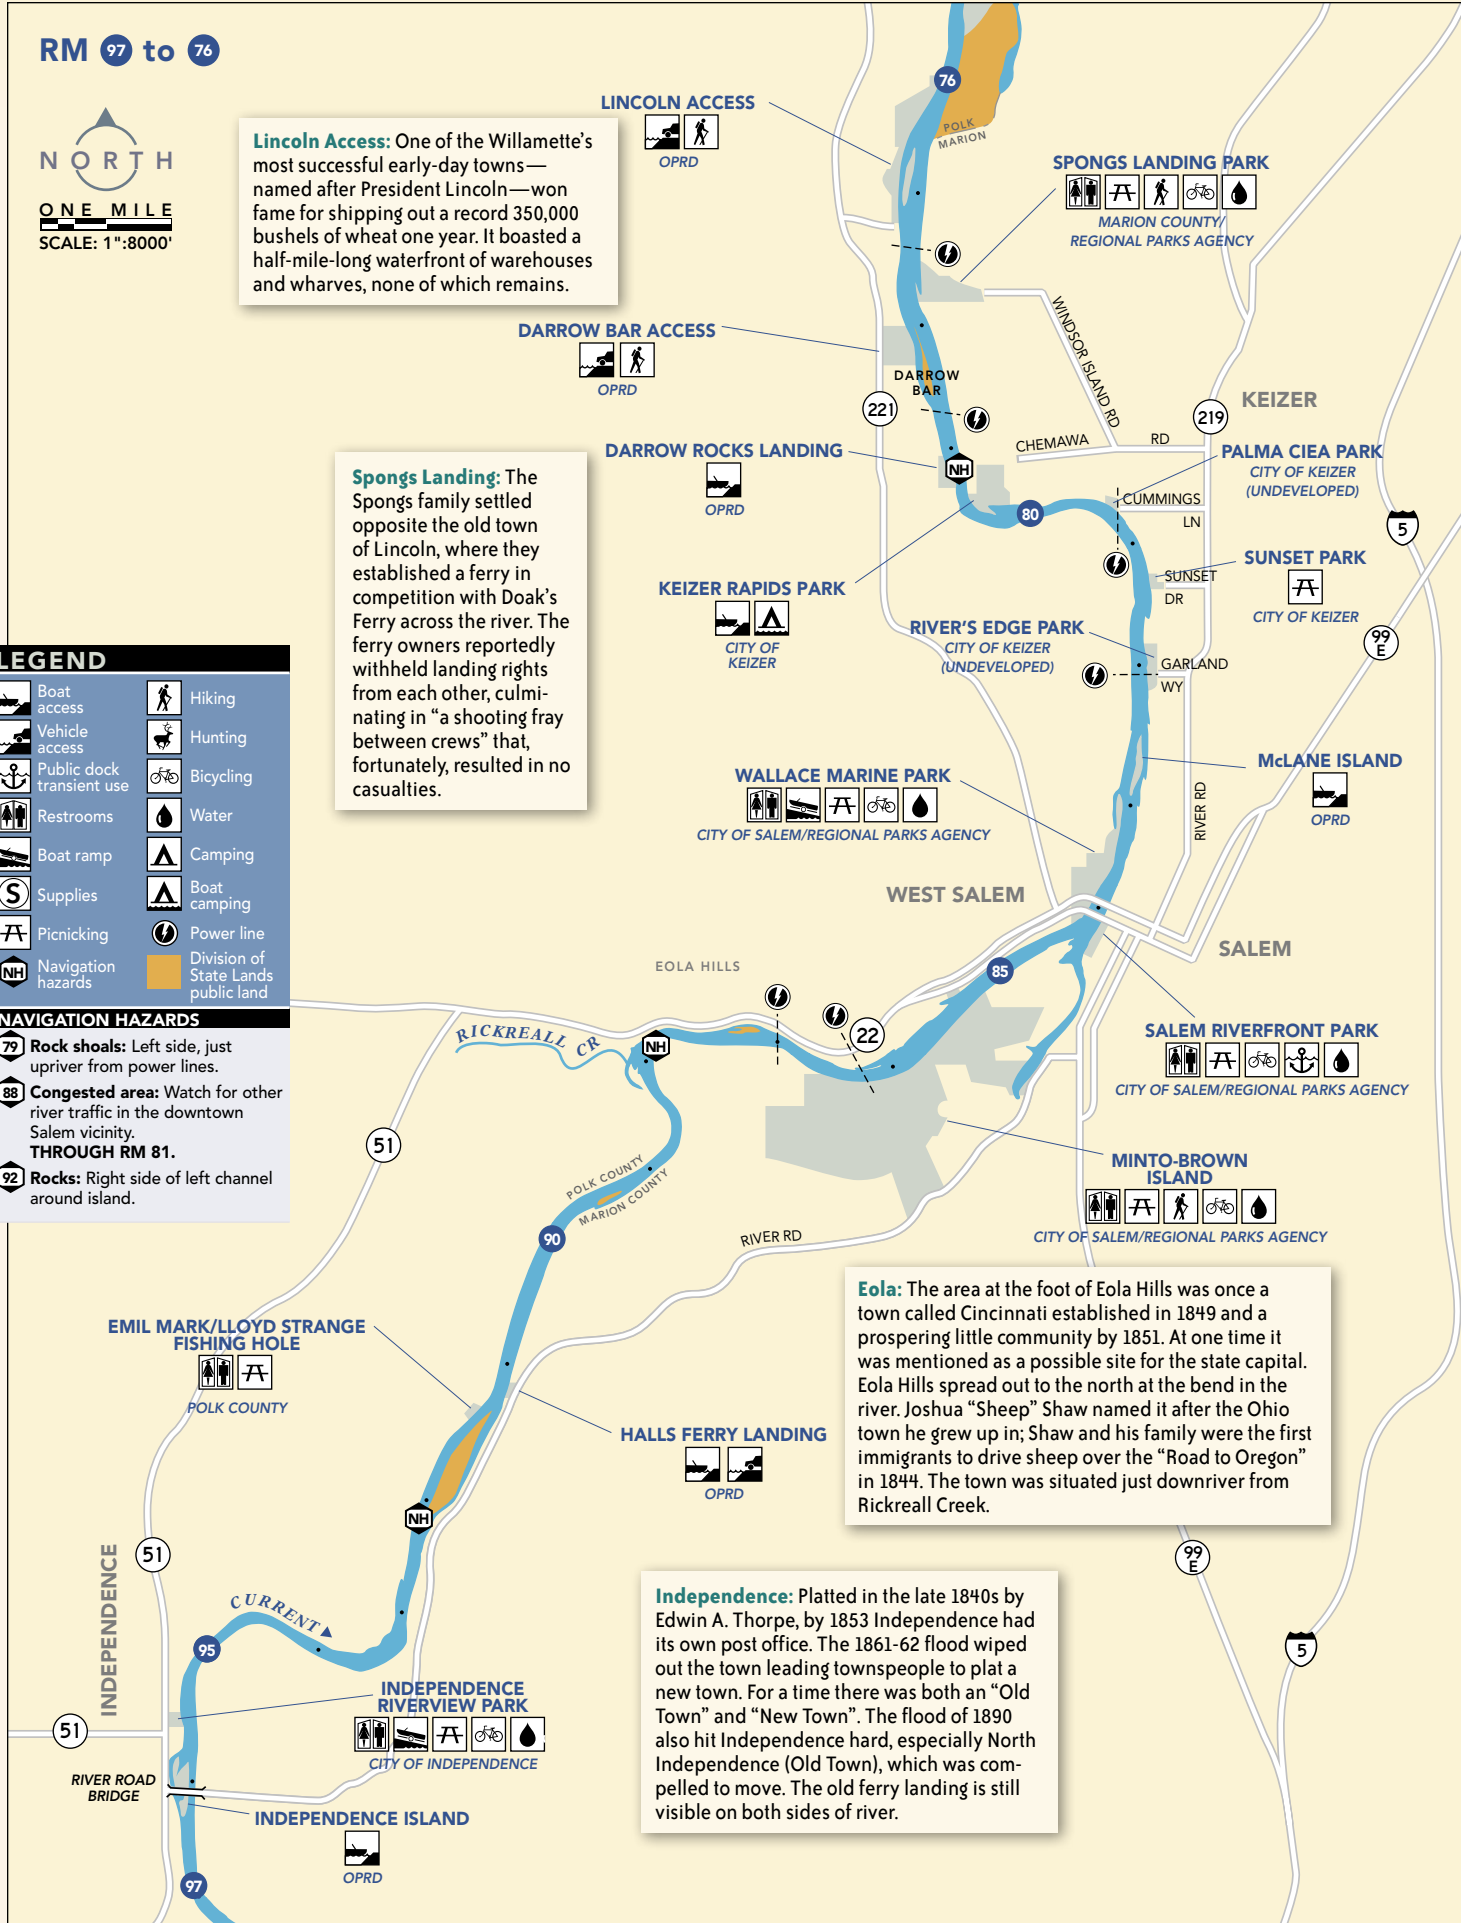 RM 97 to 76
NORTH
ONE MILE
SCALE: 1":8000'
Lincoln Access: One of the Willamette's
most successful early-day towns—
named after President Lincoln—won
fame for shipping out a record 350,000
bushels of wheat one year. It boasted a
half-mile-long waterfront of warehouses
and wharves, none of which remains.
LINCOLN ACCESS
OPRD
76
POLK
MARION
SPONGS LANDING PARK
MARION COUNTY/
REGIONAL PARKS AGENCY
DARROW BAR ACCESS
OPRD
DARROW
BAR
221
WINDSOR ISLAND RD
KEIZER
219
CHEMAWA RD
Spongs Landing: The
Spongs family settled
opposite the old town
of Lincoln, where they
established a ferry in
competition with Doak's
Ferry across the river. The
ferry owners reportedly
withheld landing rights
from each other, culmi-
nating in "a shooting fray
between crews" that,
fortunately, resulted in no
casualties.
DARROW ROCKS LANDING
OPRD
NH
80
PALMA CIEA PARK
CITY OF KEIZER
(UNDEVELOPED)
CUMMINGS
LN
5
KEIZER RAPIDS PARK
CITY OF
KEIZER
SUNSET PARK
CITY OF KEIZER
SUNSET
DR
RIVER'S EDGE PARK
CITY OF KEIZER
(UNDEVELOPED)
99
E
GARLAND
WY
LEGEND
Boat
access
Hiking
Vehicle
access
Hunting
Public dock
transient use
Bicycling
Restrooms
Water
Boat ramp
Camping
S
Supplies
Boat
camping
Picnicking
Power line
NH
Navigation
hazards
Division of
State Lands
public land
NAVIGATION HAZARDS
79 Rock shoals: Left side, just
upriver from power lines.
88 Congested area: Watch for other
river traffic in the downtown
Salem vicinity.
THROUGH RM 81.
92 Rocks: Right side of left channel
around island.
WALLACE MARINE PARK
CITY OF SALEM/REGIONAL PARKS AGENCY
McLANE ISLAND
OPRD
RIVER RD
WEST SALEM
SALEM
EOLA HILLS
85
22
RICKREALL CR
NH
SALEM RIVERFRONT PARK
CITY OF SALEM/REGIONAL PARKS AGENCY
51
POLK COUNTY
MARION COUNTY
MINTO-BROWN
ISLAND
CITY OF SALEM/REGIONAL PARKS AGENCY
90
RIVER RD
Eola: The area at the foot of Eola Hills was once a
town called Cincinnati established in 1849 and a
prospering little community by 1851. At one time it
was mentioned as a possible site for the state capital.
Eola Hills spread out to the north at the bend in the
river. Joshua "Sheep" Shaw named it after the Ohio
town he grew up in; Shaw and his family were the first
immigrants to drive sheep over the "Road to Oregon"
in 1844. The town was situated just downriver from
Rickreall Creek.
EMIL MARK/LLOYD STRANGE
FISHING HOLE
POLK COUNTY
HALLS FERRY LANDING
OPRD
NH
51
INDEPENDENCE
99
E
CURRENT
95
5
Independence: Platted in the late 1840s by
Edwin A. Thorpe, by 1853 Independence had
its own post office. The 1861-62 flood wiped
out the town leading townspeople to plat a
new town. For a time there was both an "Old
Town" and "New Town". The flood of 1890
also hit Independence hard, especially North
Independence (Old Town), which was com-
pelled to move. The old ferry landing is still
visible on both sides of river.
INDEPENDENCE
RIVERVIEW PARK
CITY OF INDEPENDENCE
51
RIVER ROAD
BRIDGE
INDEPENDENCE ISLAND
OPRD
97